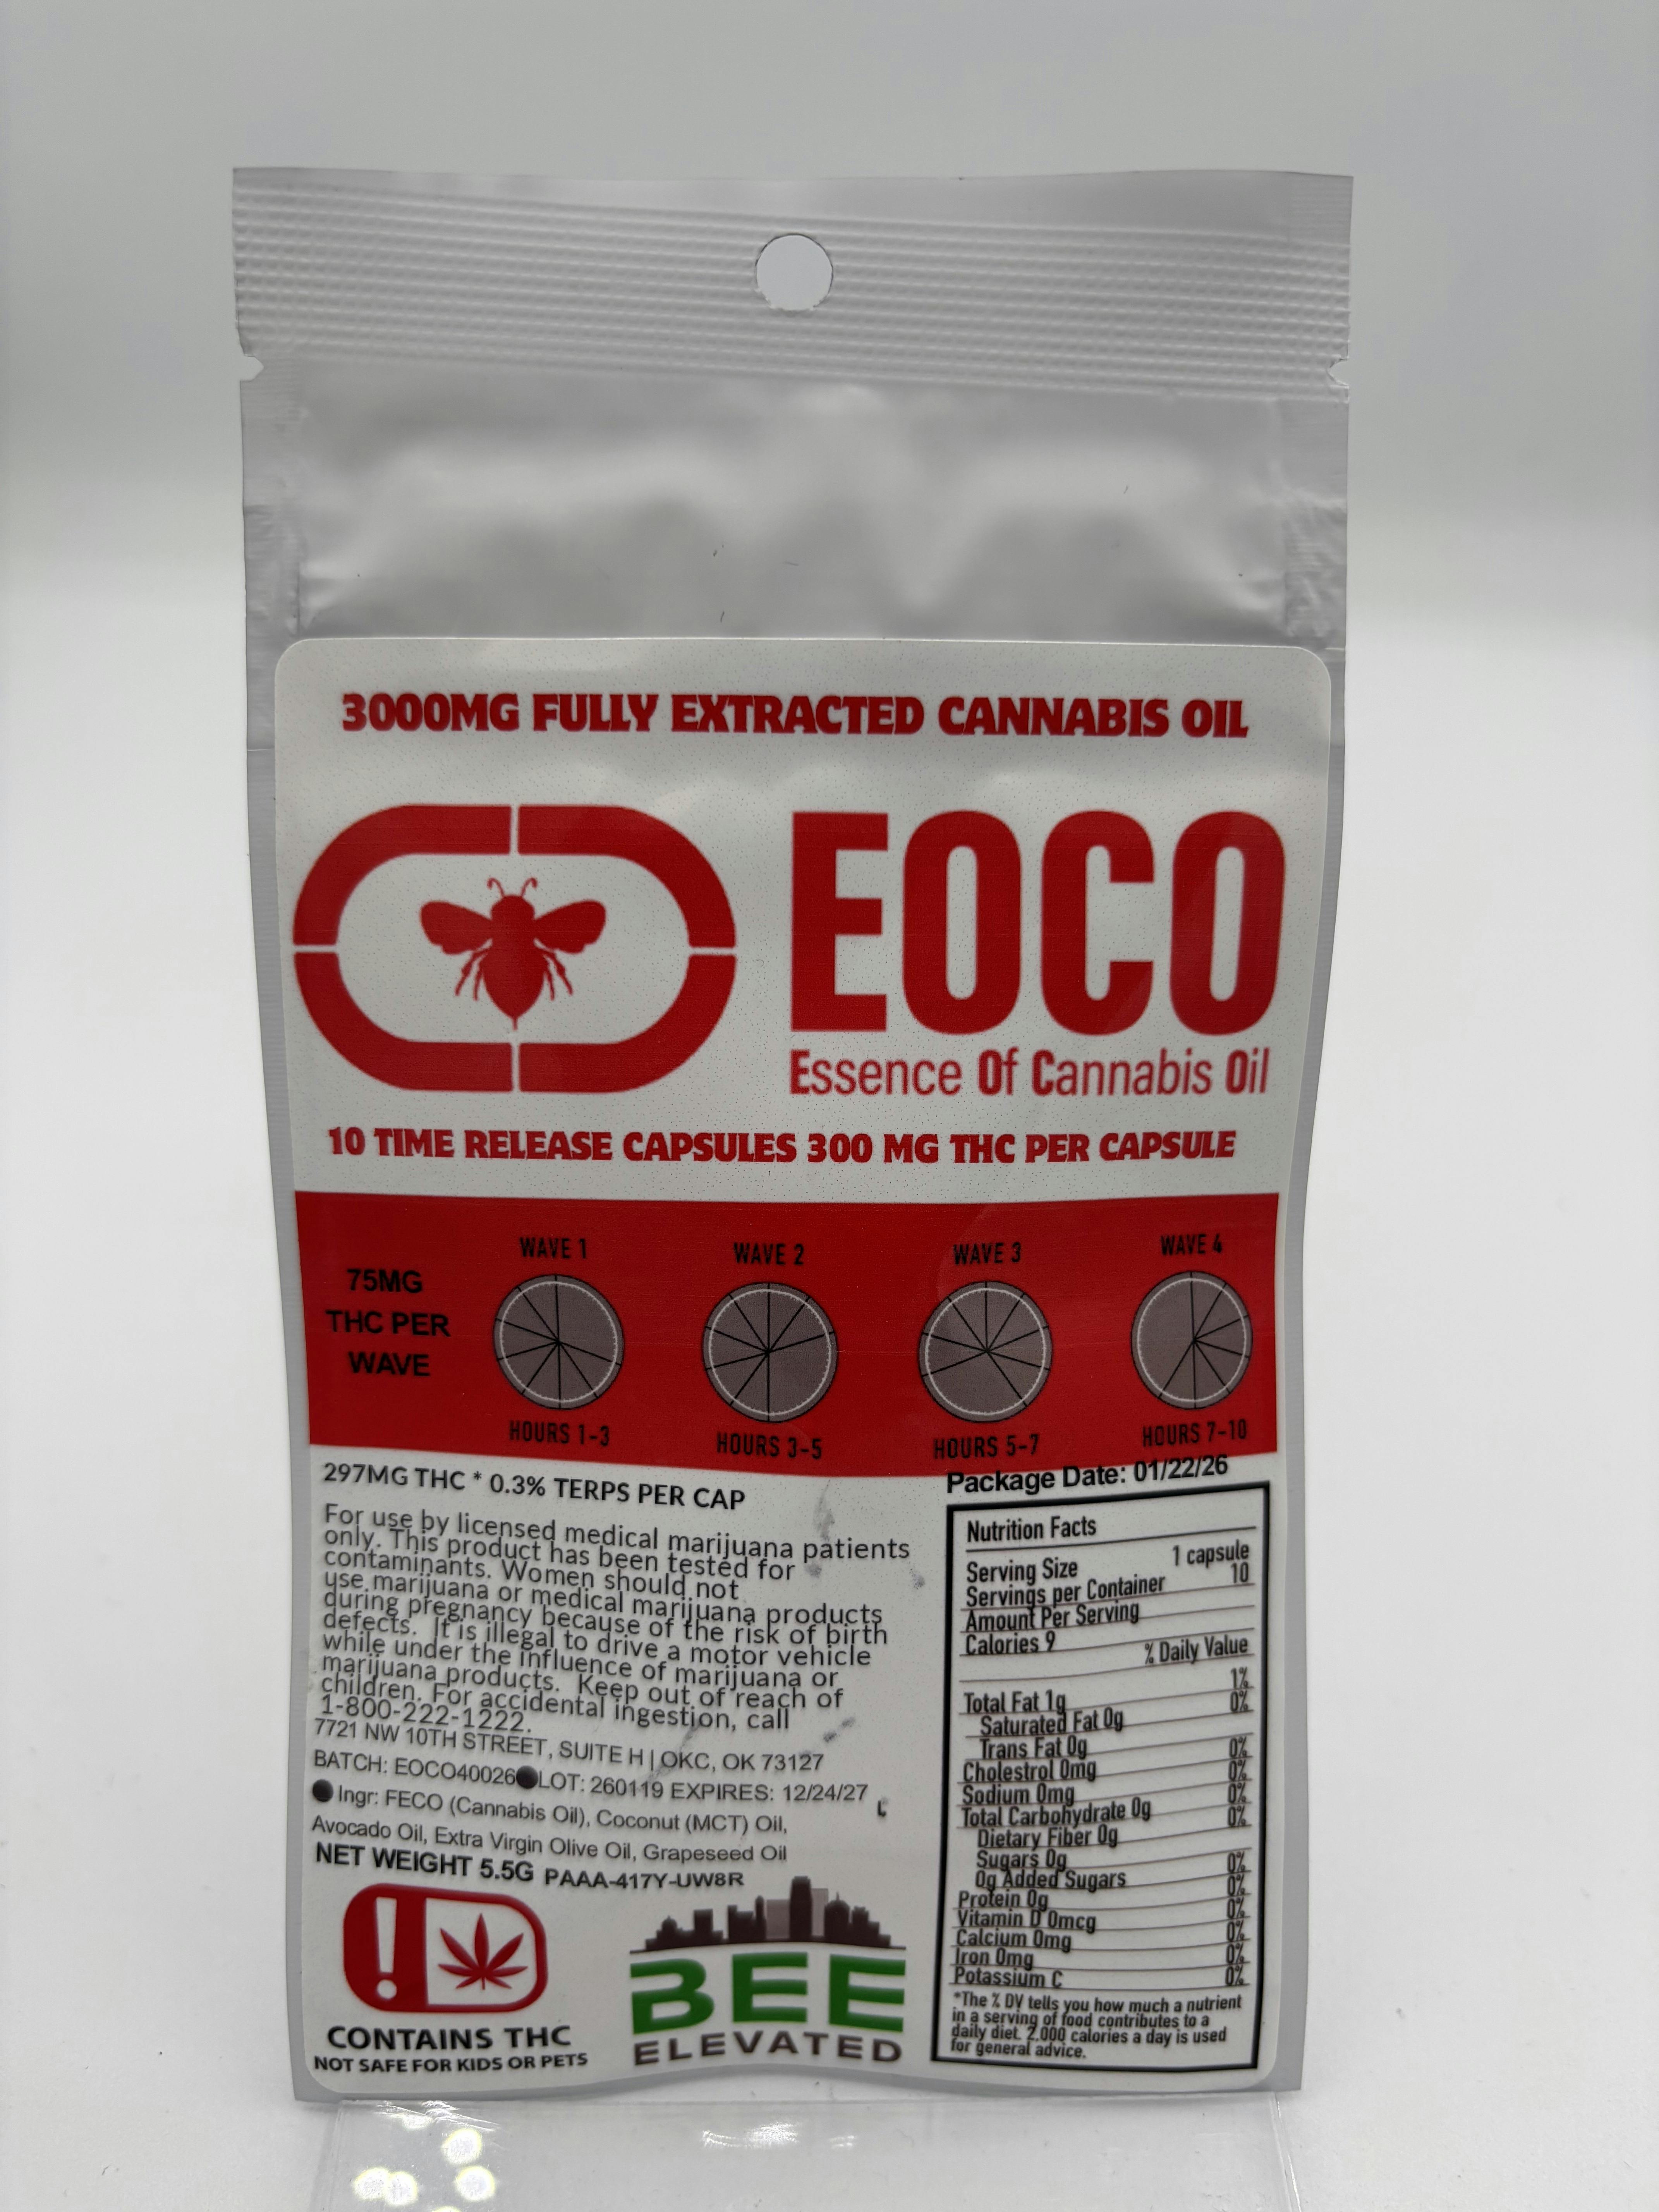 3000MG FULLY EXTRACTED CANNABIS OIL
EOCO
Essence Of Cannabis Oil
10 TIME RELEASE CAPSULES 300 MG THC PER CAPSULE
75MG
THC PER
WAVE
WAVE 1
HOURS 1-3
WAVE 2
HOURS 3-5
WAVE 3
HOURS 5-7
WAVE 4
HOURS 7-10
297MG THC * 0.3% TERPS PER CAP
For use by licensed medical marijuana patients
only. This product has been tested for
contaminants. Women should not
use marijuana or medical marijuana products
during pregnancy because of the risk of birth
defects. It is illegal to drive a motor vehicle
while under the influence of marijuana or
marijuana products. Keep out of reach of
children. For accidental ingestion, call
1-800-222-1222.
7721 NW 10TH STREET, SUITE H | OKC, OK 73127
BATCH: EOCO40026●LOT: 260119 EXPIRES: 12/24/27
● Ingr: FECO (Cannabis Oil), Coconut (MCT) Oil,
Avocado Oil, Extra Virgin Olive Oil, Grapeseed Oil
NET WEIGHT 5.5G PAAA-417Y-UW8R
!
CONTAINS THC
NOT SAFE FOR KIDS OR PETS
BEE
ELEVATED
Package Date: 01/22/26
Nutrition Facts
Serving Size 1 capsule
Servings per Container 10
Amount Per Serving
Calories 9
% Daily Value
Total Fat 1g 1%
Saturated Fat 0g 0%
Trans Fat 0g
Cholestrol 0mg 0%
Sodium 0mg 0%
Total Carbohydrate 0g 0%
Dietary Fiber 0g 0%
Sugars 0g
0g Added Sugars 0%
Protein 0g 0%
Vitamin D 0mcg 0%
Calcium 0mg 0%
Iron 0mg 0%
Potassium C 0%
*The % DV tells you how much a nutrient
in a serving of food contributes to a
daily diet. 2,000 calories a day is used
for general advice.